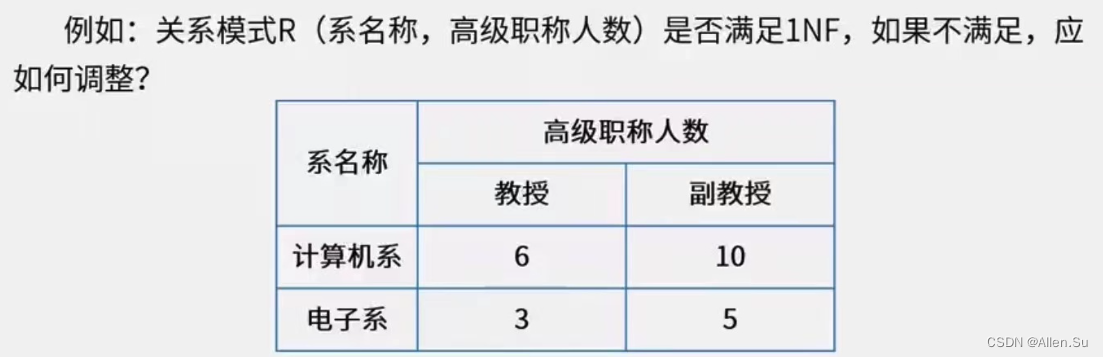 例如：关系模式R（系名称，高级职称人数）是否满足1NF，如果不满足，应
如何调整？
系名称 高级职称人数
教授 副教授
计算机系 6 10
电子系 3 5
CSDN @Allen.Su